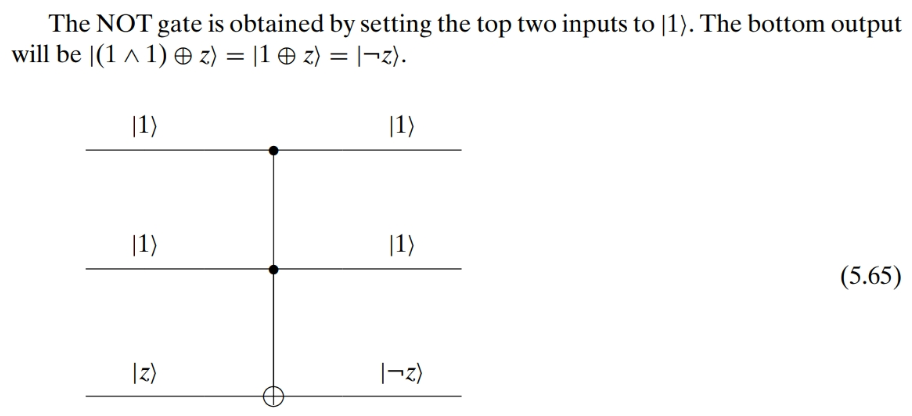 The NOT gate is obtained by setting the top two inputs to |1⟩. The bottom output
will be |(1 ∧ 1) ⊕ z⟩ = |1 ⊕ z⟩ = |¬z⟩.
|1⟩ |1⟩
|1⟩ |1⟩
(5.65)
|z⟩ |¬z⟩